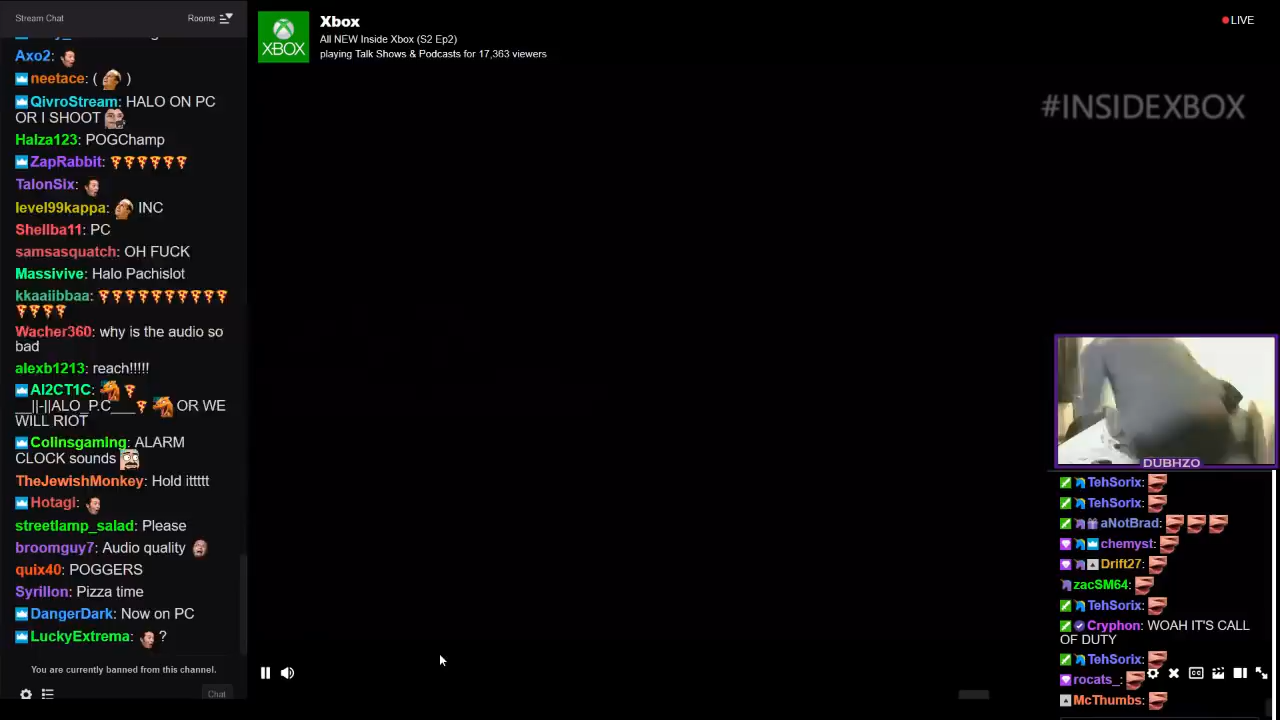 Stream Chat
Rooms
Axo2:
neetace: ( )
QivroStream: HALO ON PC
OR I SHOOT
Halza123: POGChamp
ZapRabbit:
TalonSix:
level99kappa: INC
Shellba11: PC
samsasquatch: OH FUCK
Massivive: Halo Pachislot
kkaaiibbaa:
Wacher360: why is the audio so
bad
alexb1213: reach!!!!!
AI2CT1C:
__||-||ALO_P.C___ OR WE
WILL RIOT
Collnsgaming: ALARM
CLOCK sounds
TheJewishMonkey: Hold itttttt
Hotagi:
streetlamp_salad: Please
broomguy7: Audio quality
quix40: POGGERS
Syrillon: Pizza time
DangerDark: Now on PC
LuckyExtrema: ?
You are currently banned from this channel.
Chat
XBOX
Xbox
All NEW Inside Xbox (S2 Ep2)
playing Talk Shows & Podcasts for 17,363 viewers
LIVE
#INSIDEXBOX
DUBHZO
TehSorix:
TehSorix:
aNotBrad:
chemyst:
Drift27:
zacSM64:
TehSorix:
Cryphon: WOAH IT'S CALL
OF DUTY
TehSorix:
rocats_:
CC
McThumbs: